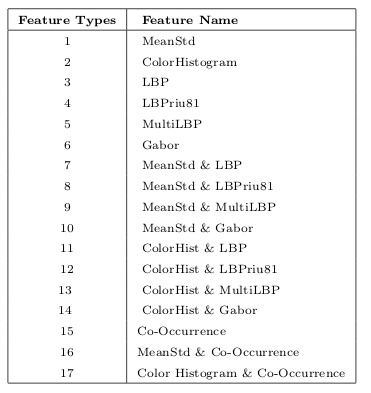 Feature Types Feature Name
1 MeanStd
2 ColorHistogram
3 LBP
4 LBPriu81
5 MultiLBP
6 Gabor
7 MeanStd & LBP
8 MeanStd & LBPriu81
9 MeanStd & MultiLBP
10 MeanStd & Gabor
11 ColorHist & LBP
12 ColorHist & LBPriu81
13 ColorHist & MultiLBP
14 ColorHist & Gabor
15 Co-Occurrence
16 MeanStd & Co-Occurrence
17 Color Histogram & Co-Occurrence